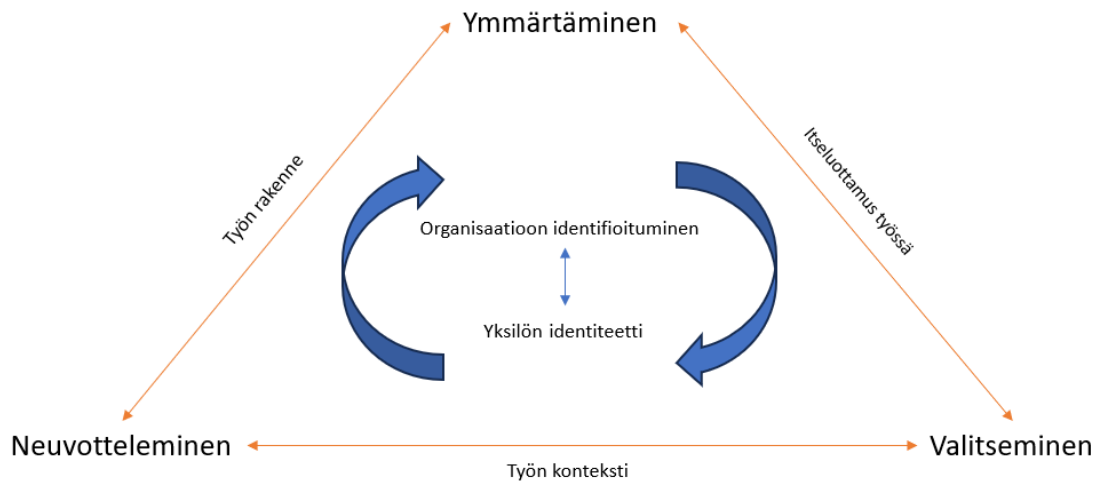 Ymmärtäminen
Työn rakenne
Itseluottamus työssä
Organisaatioon identifioituminen
Yksilön identiteetti
Neuvotteleminen
Valitseminen
Työn konteksti